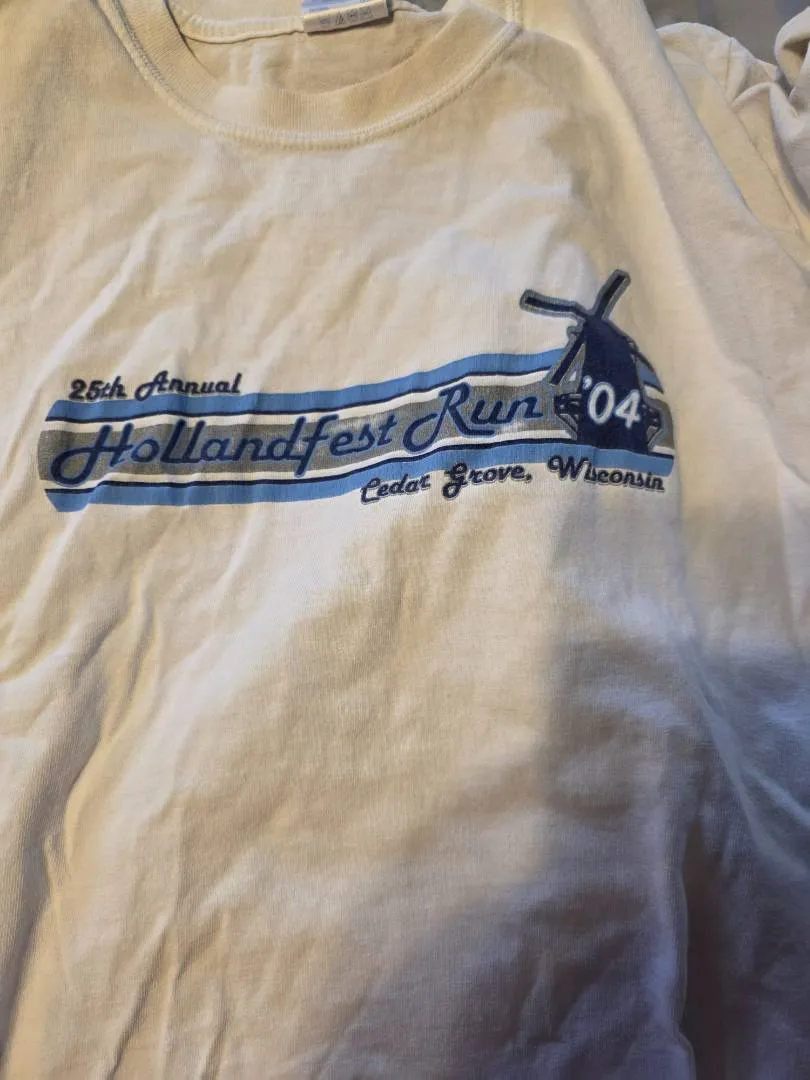 25th Annual
Hollandfest Run '04
Cedar Grove, Wisconsin